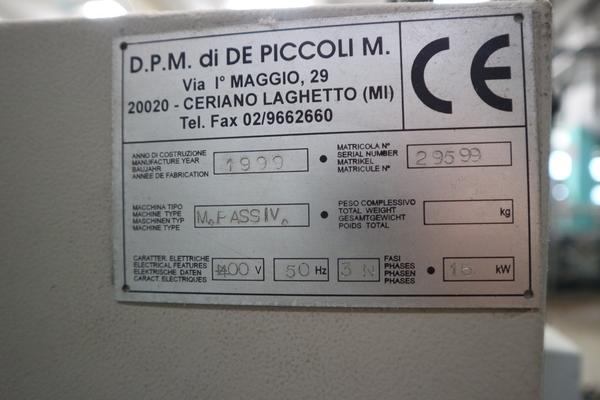 D.P.M. di DE PICCOLI M.
Via I° MAGGIO, 29
20020 - CERIANO LAGHETTO (MI)
Tel. Fax 02/9662660
CE
ANNO DI COSTRUZIONE
MANUFACTURE YEAR
BAUJAHR
ANNÉE DE FABRICATION
1999
MATRICOLA N°
SERIAL NUMBER
MATRIKEL
MATRICULE N°
29599
MACCHINA TIPO
MACHINE TYPE
MASCHINEN TYP
MACHINE TYPE
M.PASSIV.
PESO COMPLESSIVO
TOTAL WEIGHT
GESAMTGEWICHT
POIDS TOTAL
kg
CARATTER. ELETTRICHE
ELECTRICAL FEATURES
ELEKTRISCHE DATEN
CARACT. ELECTRIQUES
400 V
50 Hz
3 N
FASI
PHASES
PHASEN
PHASES
kW